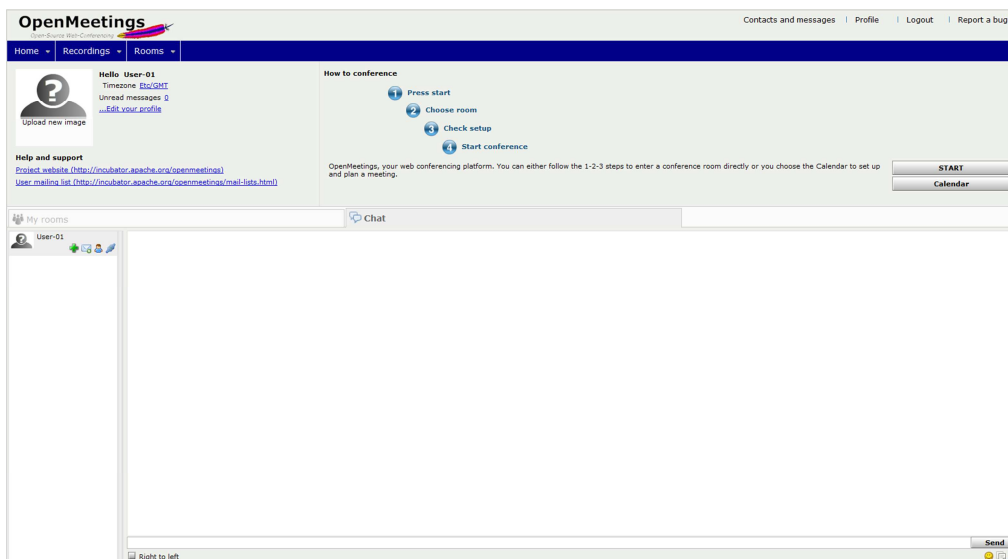 OpenMeetings
Open-Source Web-Conferencing
Contacts and messages | Profile | Logout | Report a bug
Home Recordings Rooms
Hello User-01
Timezone Etc/GMT
Unread messages 0
...Edit your profile
Upload new image
Help and support
Project website (http://incubator.apache.org/openmeetings)
User mailing list (http://incubator.apache.org/openmeetings/mail-lists.html)
How to conference
1 Press start
2 Choose room
3 Check setup
4 Start conference
OpenMeetings, your web conferencing platform. You can either follow the 1-2-3 steps to enter a conference room directly or you choose the Calendar to set up
and plan a meeting.
START
Calendar
My rooms
Chat
User-01
Send
Right to left